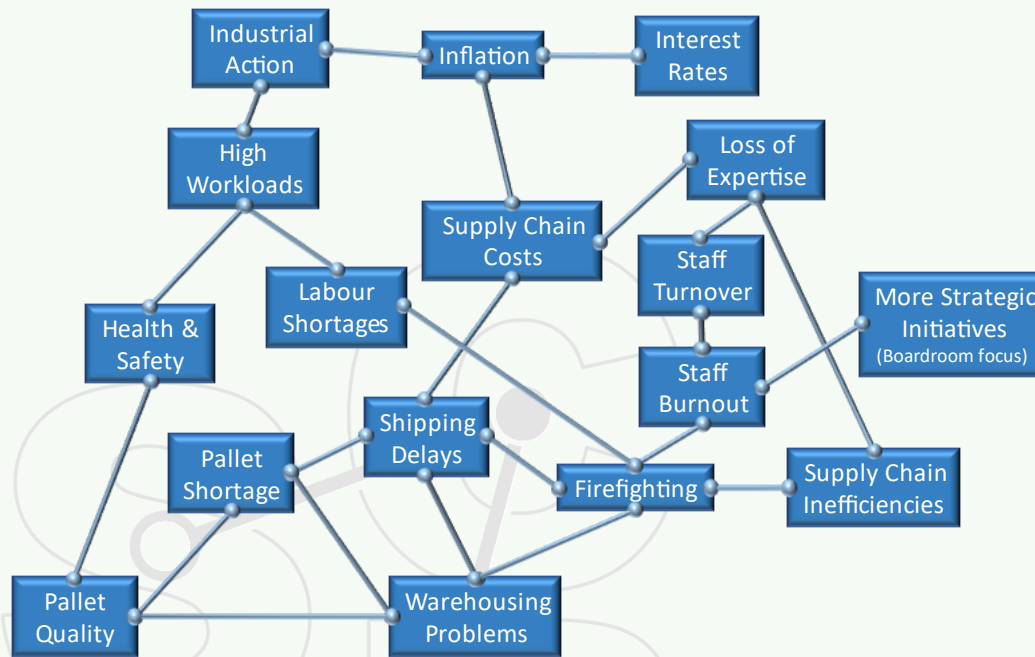 Industrial
Action
Inflation
Interest
Rates
High
Workloads
Loss of
Expertise
Supply Chain
Costs
Staff
Turnover
Labour
Shortages
More Strategic
Initiatives
(Boardroom focus)
Health &
Safety
Staff
Burnout
Shipping
Delays
Pallet
Shortage
Firefighting
Supply Chain
Inefficiencies
Pallet
Quality
Warehousing
Problems